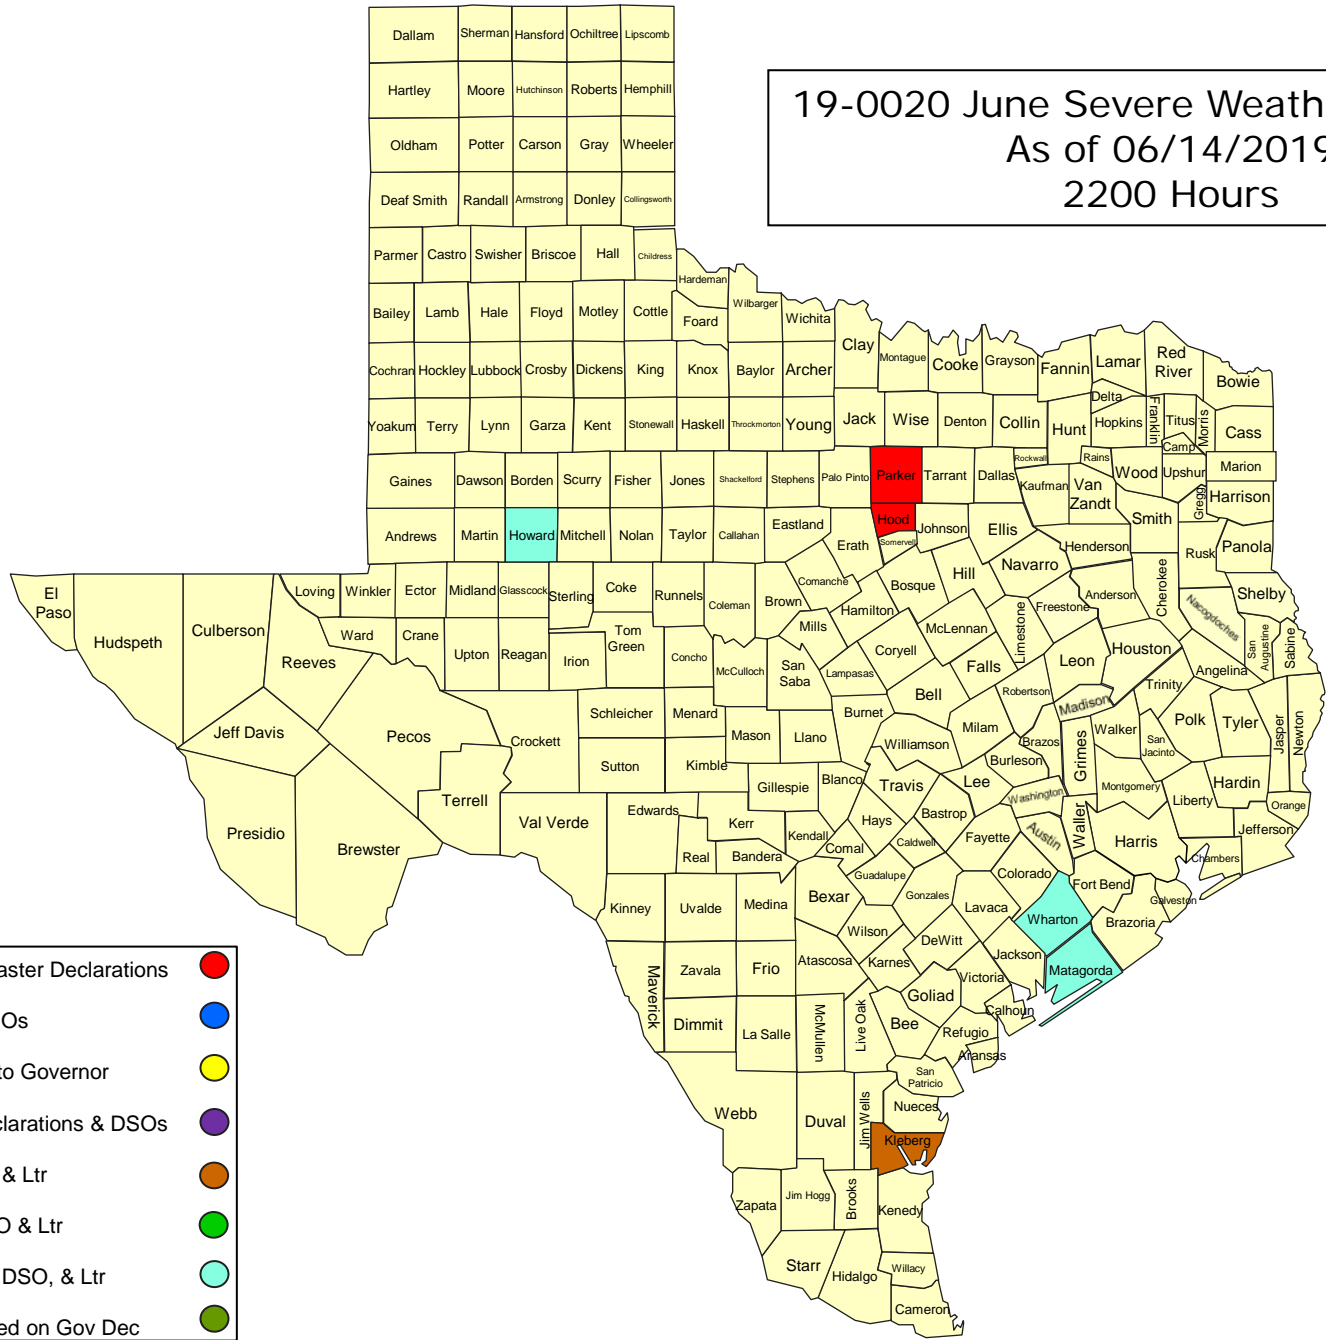 Dallam Sherman Hansford Ochiltree Lipscomb
Hartley Moore Hutchinson Roberts Hemphill
19-0020 June Severe Weath
As of 06/14/2019
2200 Hours
Oldham Potter Carson Gray Wheeler
Deaf Smith Randall Armstrong Donley Collingsworth
Parmer Castro Swisher Briscoe Hall Childress
Hardeman
Wilbarger
Bailey Lamb Hale Floyd Motley Cottle Foard Wichita
Clay Montague Cooke Grayson Fannin Lamar Red
River
Bowie
Cochran Hockley Lubbock Crosby Dickens King Knox Baylor Archer
Delta
Yoakum Terry Lynn Garza Kent Stonewall Haskell Throckmorton Young Jack Wise Denton Collin Hunt Hopkins Franklin Titus Morris Cass
Camp
Gaines Dawson Borden Scurry Fisher Jones Shackelford Stephens Palo Pinto Parker Tarrant Dallas Rockwall Rains Wood Upshur Marion
Kaufman Van
Zandt
Gregg Harrison
Andrews Martin Howard Mitchell Nolan Taylor Callahan Eastland Hood Johnson Ellis Smith
Somervell
Erath Henderson Rusk Panola
El
Paso
Hudspeth Culberson Loving Winkler Ector Midland Glasscock Sterling Coke Runnels Coleman Brown Comanche Bosque Hill Navarro Anderson Cherokee Shelby
Hamilton Freestone Nacogdoches
Ward Crane Tom
Green
Mills McLennan Limestone San
Augustine
Sabine
Reeves Upton Reagan Irion Concho McCulloch San
Saba
Lampasas Coryell Falls Leon Houston Angelina
Bell Robertson Madison Trinity
Jeff Davis Pecos Crockett Schleicher Menard Mason Llano Burnet Milam Brazos Grimes Walker San
Jacinto
Polk Tyler Jasper Newton
Sutton Kimble Williamson Burleson
Terrell Gillespie Blanco Travis Lee Washington Montgomery Liberty Hardin
Orange
Presidio Brewster Val Verde Edwards Kerr Kendall Hays Bastrop Austin Waller Harris Jefferson
Real Bandera Comal Caldwell Fayette Chambers
Kinney Uvalde Medina Bexar Guadalupe Gonzales Colorado Fort Bend Galveston
Lavaca Wharton Brazoria
Wilson DeWitt
Maverick Zavala Frio Atascosa Karnes Jackson Matagorda
Victoria
Dimmit La Salle McMullen Live Oak Bee Goliad Calhoun
Refugio
Aransas
San
Patricio
Webb Duval Jim Wells Nueces
Kleberg
Zapata Jim Hogg Brooks Kenedy
Starr Hidalgo Willacy
Cameron
aster Declarations
Os
to Governor
clarations & DSOs
& Ltr
O & Ltr
DSO, & Ltr
ed on Gov Dec